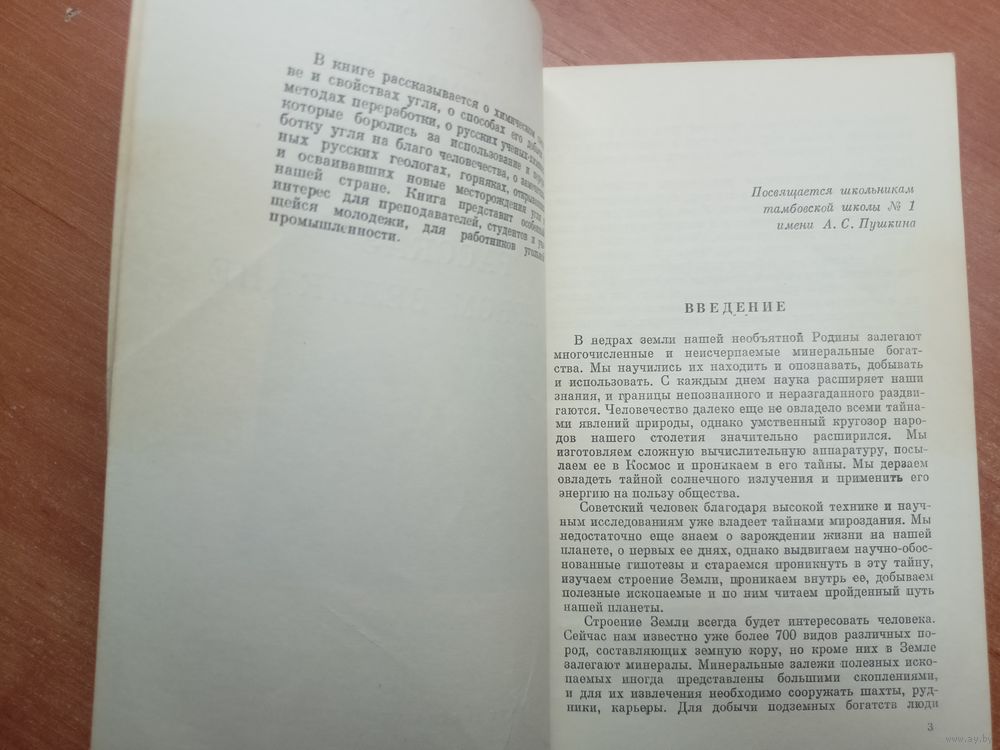 В книге рассказывается о химическом
ве и свойствах угля, о способах его добычи
методах переработки, о русских ученых-
которые боролись за использование и
ботку угля на благо человечества, о
ных русских геологах, горняках,
и осваивавших новые месторождения угля
нашей стране. Книга представит
интерес для преподавателей, студентов и
щейся молодежи, для работников угольной
промышленности.
Посвящается школьникам
тамбовской школы № 1
имени А. С. Пушкина
ВВЕДЕНИЕ
В недрах земли нашей необъятной Родины залегают
многочисленные и неисчерпаемые минеральные богат-
ства. Мы научились их находить и опознавать, добывать
и использовать. С каждым днем наука расширяет наши
знания, и границы непознанного и неразгаданного раздви-
гаются. Человечество далеко еще не овладело всеми тайна-
ми явлений природы, однако умственный кругозор наро-
дов нашего столетия значительно расширился. Мы
изготовляем сложную вычислительную аппаратуру, посы-
лаем ее в Космос и проникаем в его тайны. Мы дерзаем
овладеть тайной солнечного излучения и применить его
энергию на пользу общества.
Советский человек благодаря высокой технике и науч-
ным исследованиям уже владеет тайнами мироздания. Мы
недостаточно еще знаем о зарождении жизни на нашей
планете, о первых ее днях, однако выдвигаем научно-обос-
нованные гипотезы и стараемся проникнуть в эту тайну,
изучаем строение Земли, проникаем внутрь ее, добываем
полезные ископаемые и по ним читаем пройденный путь
нашей планеты.
Строение Земли всегда будет интересовать человека.
Сейчас нам известно уже более 700 видов различных по-
род, составляющих земную кору, но кроме них в Земле
залегают минералы. Минеральные залежи полезных иско-
паемых иногда представлены большими скоплениями,
и для их извлечения необходимо сооружать шахты, руд-
ники, карьеры. Для добычи подземных богатств люди
3
www.ay.by